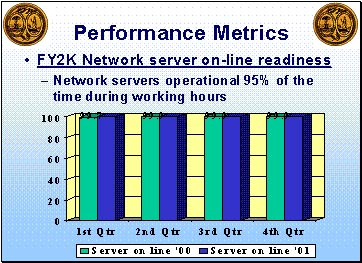 Performance Metrics
• FY2K Network server on-line readiness
– Network servers operational 95% of the
time during working hours
100
80
60
40
20
0
1st Qtr 2nd Qtr 3rd Qtr 4th Qtr
Server on line '00 Server on line '01